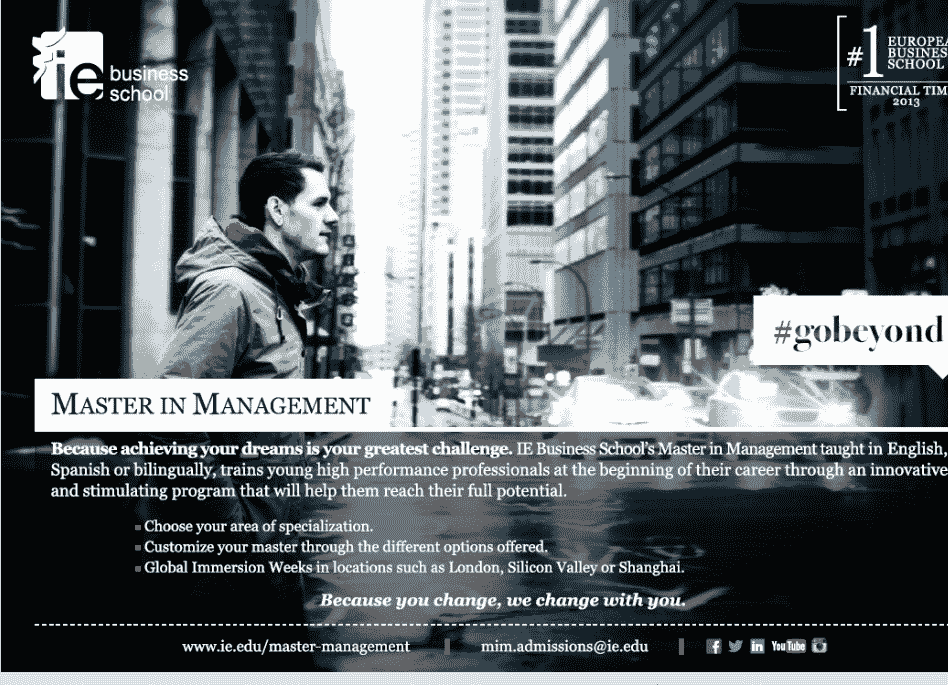 ie business
school
#1 EUROPEA
BUSINES
SCHOOL
FINANCIAL TIM
2013
#gobeyond
MASTER IN MANAGEMENT
Because achieving your dreams is your greatest challenge. IE Business School's Master in Management taught in English,
Spanish or bilingually, trains young high performance professionals at the beginning of their career through an innovative
and stimulating program that will help them reach their full potential.
Choose your area of specialization.
Customize your master through the different options offered.
Global Immersion Weeks in locations such as London, Silicon Valley or Shanghai.
Because you change, we change with you.
www.ie.edu/master-management mim.admissions@ie.edu f in You Tube